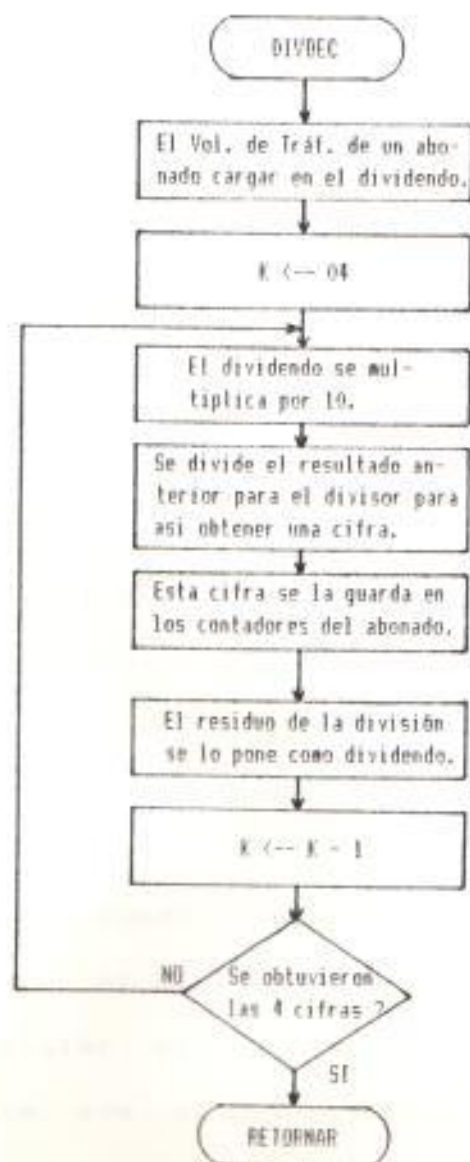 DIVDEC
El Vol. de Tráf. de un abo-
nado cargar en el dividendo.
K <-- 04
El dividendo se mul-
tiplica por 10.
Se divide el resultado an-
terior para el divisor para
asi obtener una cifra.
Esta cifra se la guarda en
los contadores del abonado.
El residuo de la división
se lo pone como dividendo.
K <-- K - 1
NO
Se obtuvieron
las 4 cifras ?
SI
RETORNAR